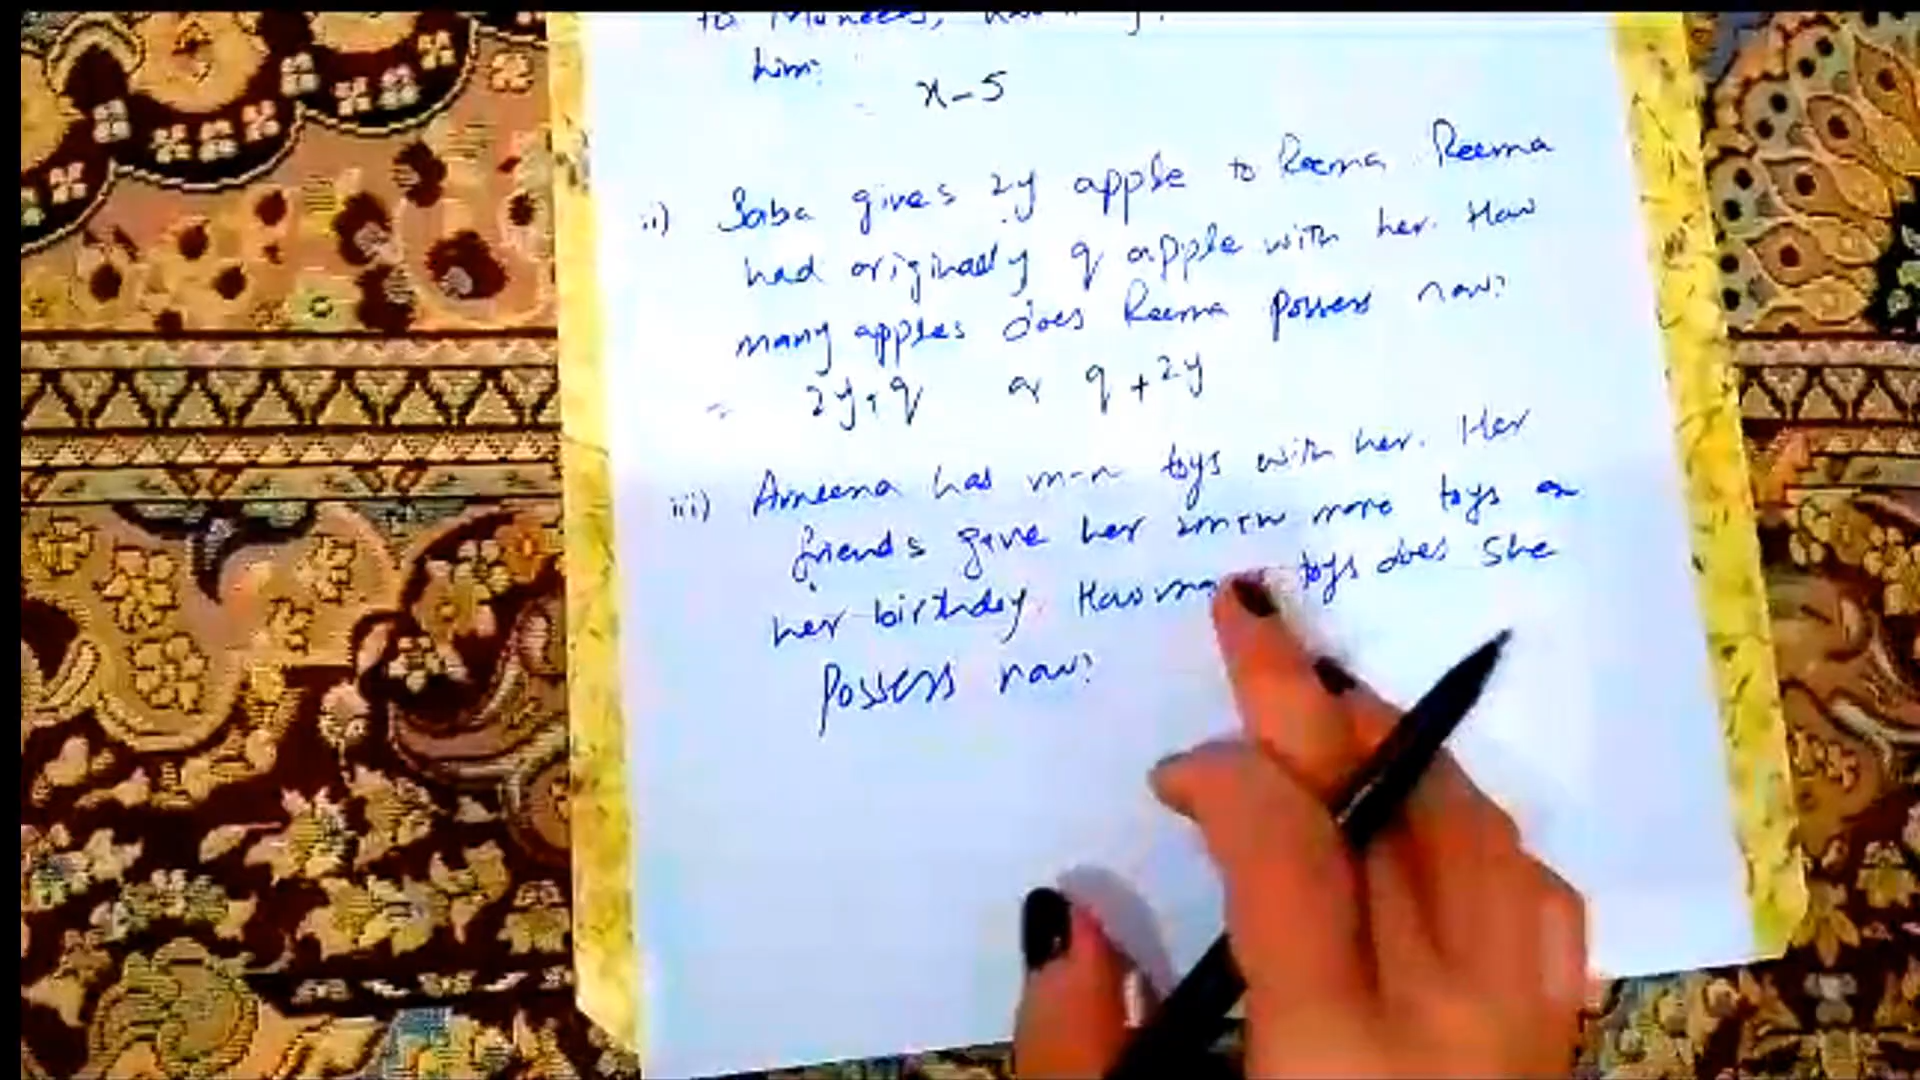 to
him?
x-5
ii) Saba gives 2y apple to Reema Reema
had originally q apple with her. How
many apples does Reema possess now?
= 2y+q or q+2y
iii) Ameena has m-n toys with her. Her
friends give her more toys on
her birthday. How toys does she
Possess now?